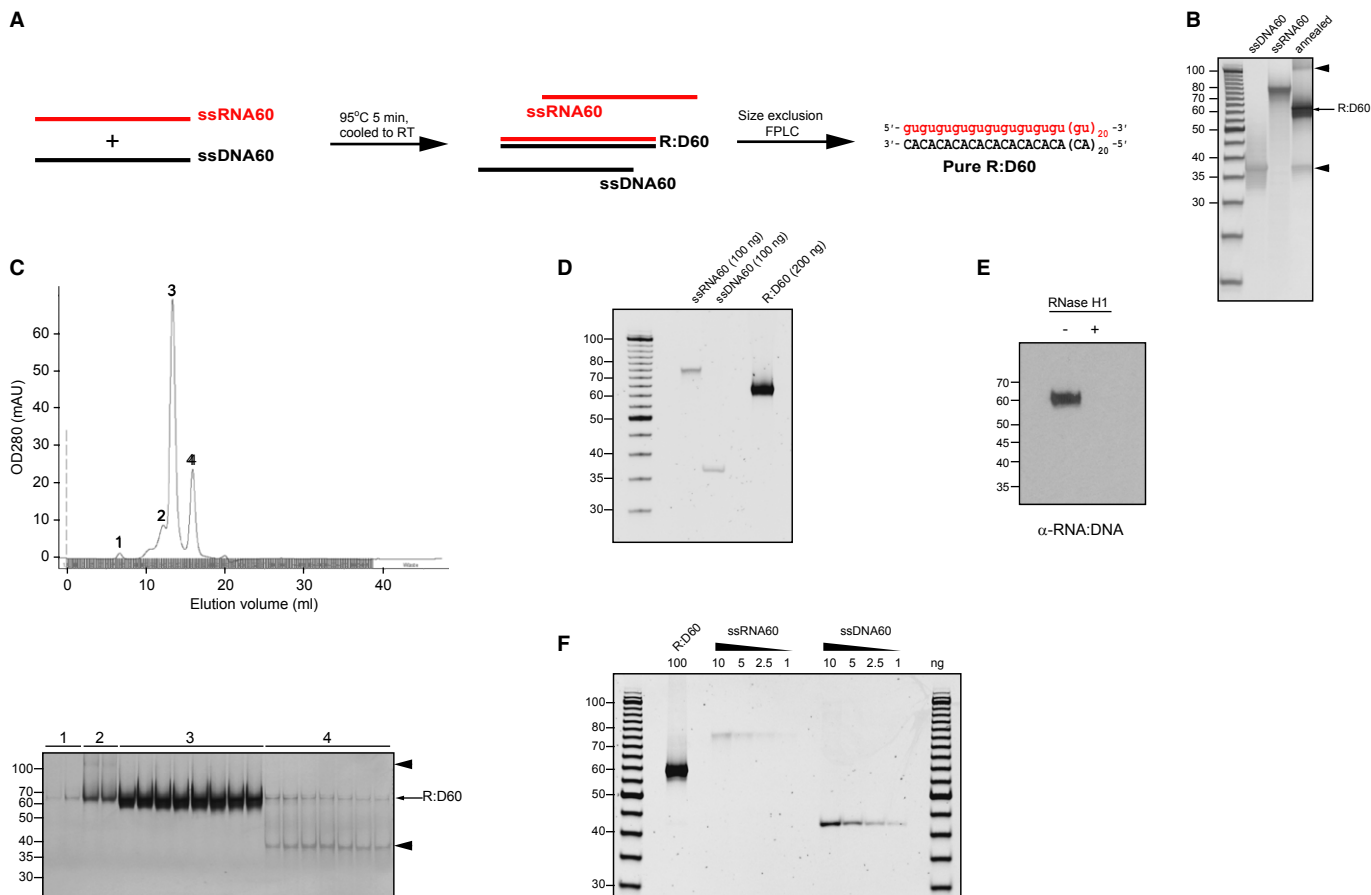 A
ssRNA60
+
ssDNA60
95°C 5 min,
cooled to RT
ssRNA60
R:D60
ssDNA60
Size exclusion
FPLC
5'- gugugugugugugugugugu(gu)20 -3'
3'- CACACACACACACACACACA(CA)20 -5'
Pure R:D60
B
ssDNA60
ssRNA60
annealed
100
80
70
60
50
40
35
30
R:D60
C
OD280 (mAU)
60
50
40
30
20
10
0
1
2
3
4
0 10 20 30 40
Elution volume (ml)
1 2 3 4
100
70
60
50
40
35
30
R:D60
D
ssRNA60 (100 ng)
ssDNA60 (100 ng)
R:D60 (200 ng)
100
80
70
60
50
40
35
30
E
RNase H1
- +
70
60
50
45
40
35
α-RNA:DNA
F
R:D60
ssRNA60 ssDNA60
100 10 5 2.5 1 10 5 2.5 1 ng
100
80
70
60
50
40
30